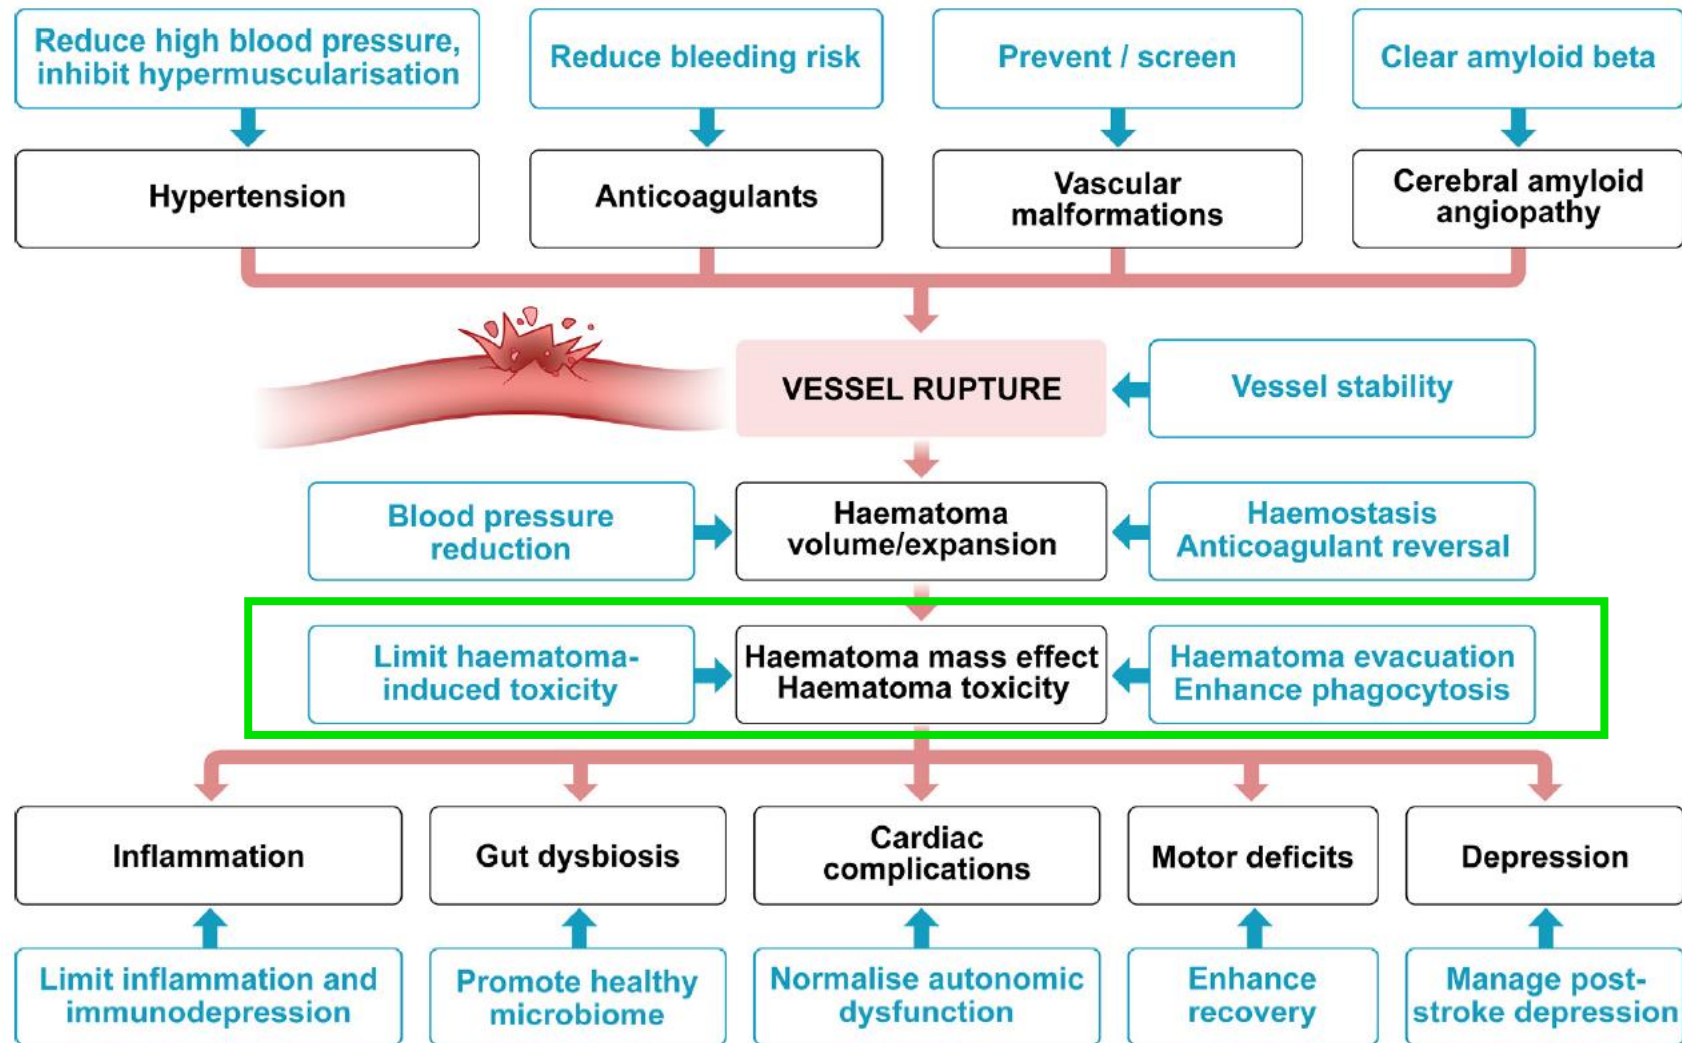 Reduce high blood pressure,
inhibit hypermuscularisation
Reduce bleeding risk
Prevent / screen
Clear amyloid beta
Hypertension
Anticoagulants
Vascular
malformations
Cerebral amyloid
angiopathy
VESSEL RUPTURE
Vessel stability
Blood pressure
reduction
Haematoma
volume/expansion
Haemostasis
Anticoagulant reversal
Limit haematoma-
induced toxicity
Haematoma mass effect
Haematoma toxicity
Haematoma evacuation
Enhance phagocytosis
Inflammation
Gut dysbiosis
Cardiac
complications
Motor deficits
Depression
Limit inflammation and
immunodepression
Promote healthy
microbiome
Normalise autonomic
dysfunction
Enhance
recovery
Manage post-
stroke depression